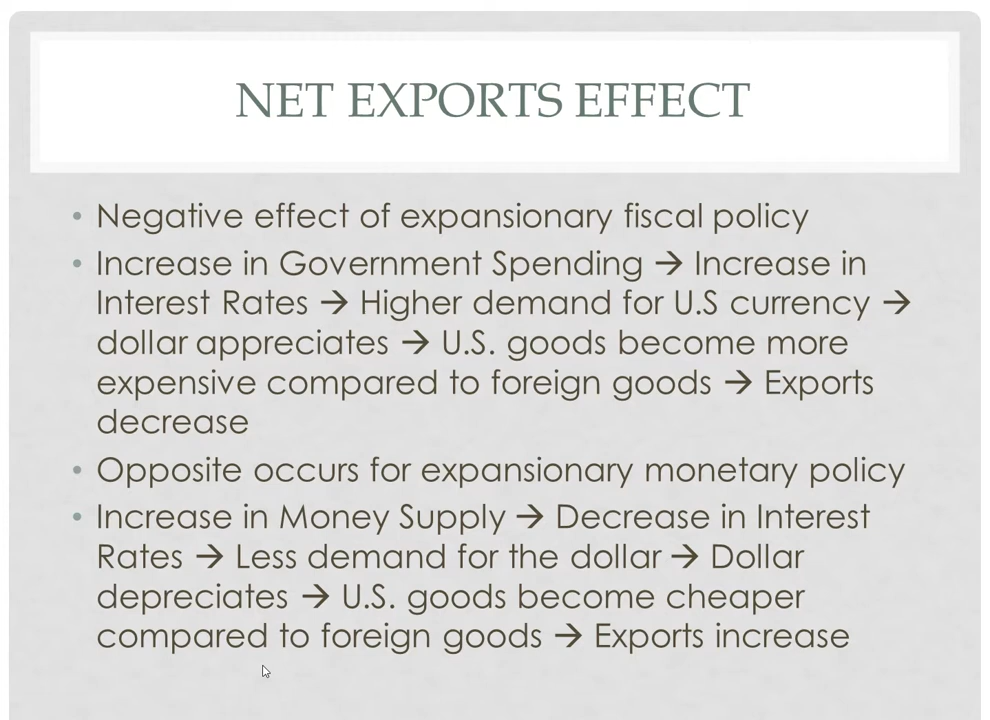 NET EXPORTS EFFECT
• Negative effect of expansionary fiscal policy
• Increase in Government Spending → Increase in
Interest Rates → Higher demand for U.S currency →
dollar appreciates → U.S. goods become more
expensive compared to foreign goods → Exports
decrease
• Opposite occurs for expansionary monetary policy
• Increase in Money Supply → Decrease in Interest
Rates → Less demand for the dollar → Dollar
depreciates → U.S. goods become cheaper
compared to foreign goods → Exports increase